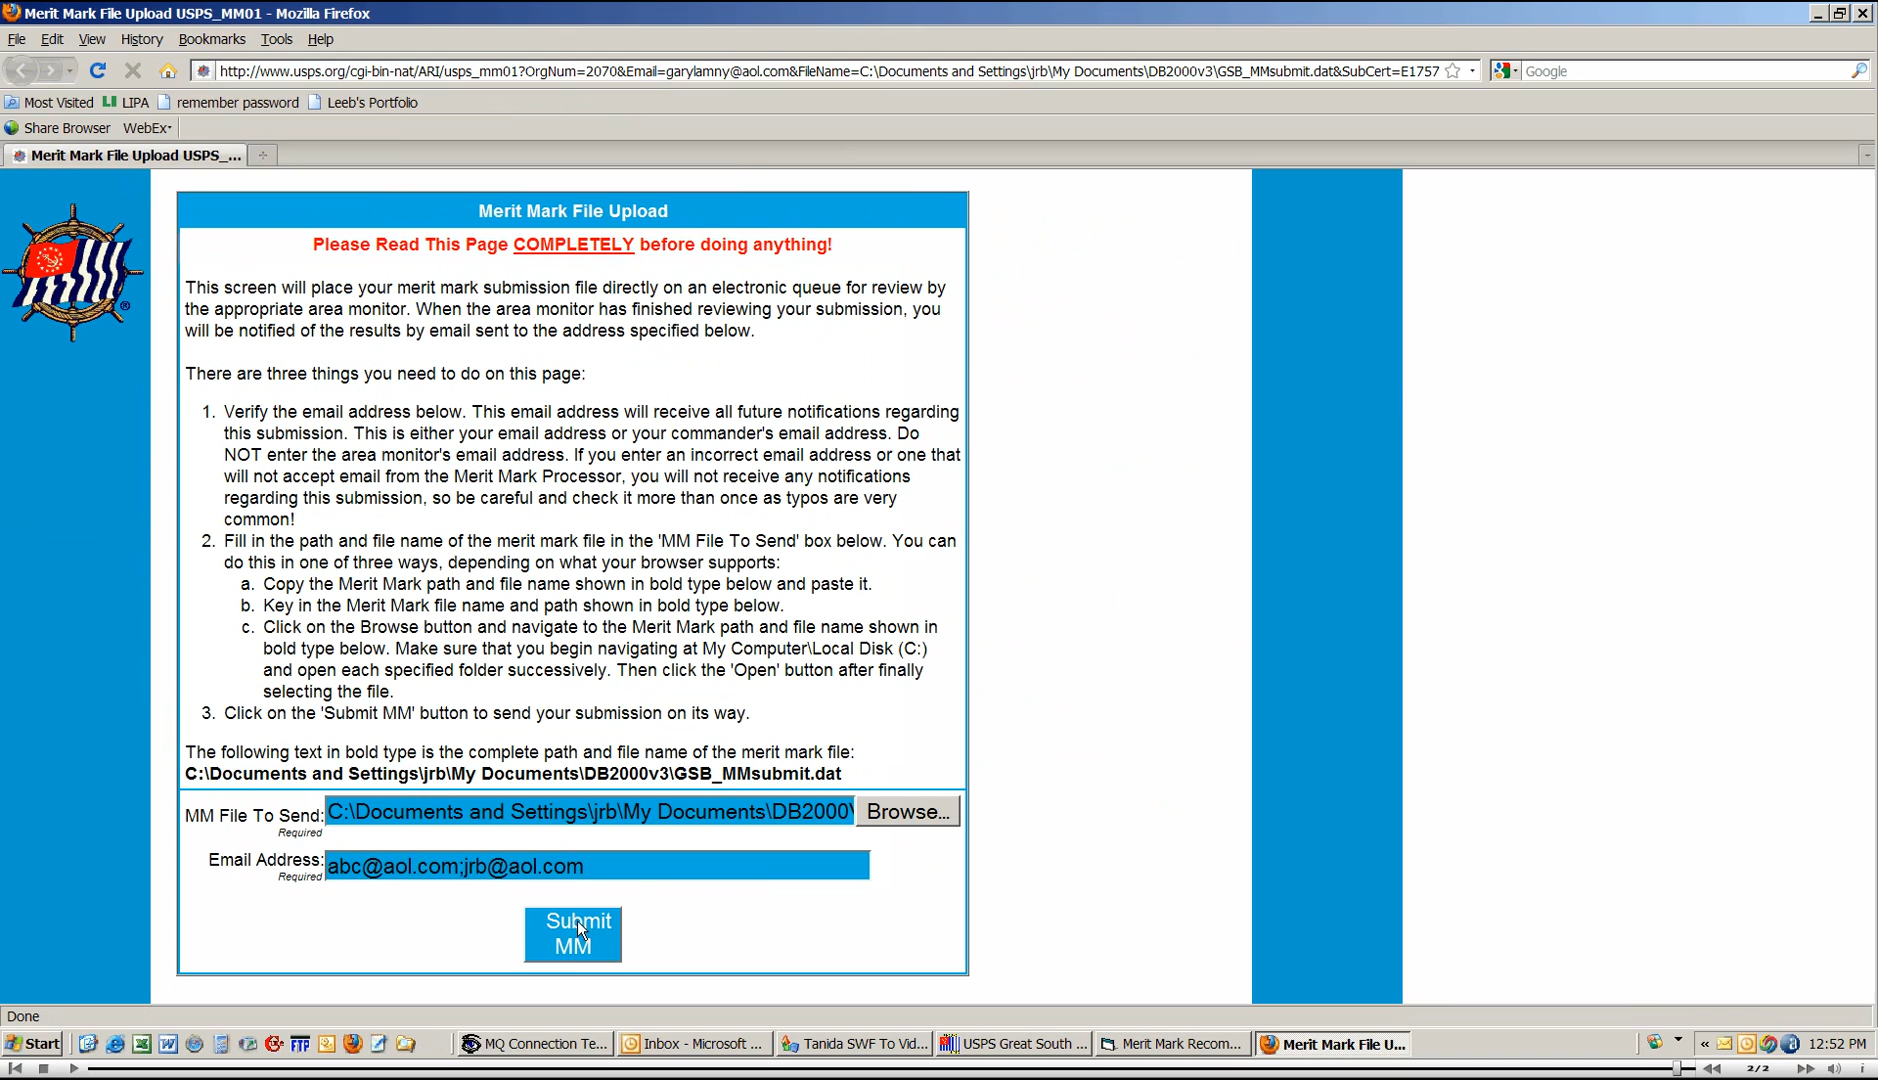 Merit Mark File Upload USPS_MM01 - Mozilla Firefox
File Edit View History Bookmarks Tools Help
http://www.usps.org/cgi-bin-nat/ARI/usps_mm01?OrgNum=2070&Email=garylamny@aol.com&FileName=C:\Documents and Settings\jrb\My Documents\DB2000v3\GSB_MMsubmit.dat&SubCert=E1757 Google
Most Visited LIPA remember password Leeb's Portfolio
Share Browser WebEx
Merit Mark File Upload USPS_...
Merit Mark File Upload
Please Read This Page COMPLETELY before doing anything!
This screen will place your merit mark submission file directly on an electronic queue for review by
the appropriate area monitor. When the area monitor has finished reviewing your submission, you
will be notified of the results by email sent to the address specified below.
There are three things you need to do on this page:
1. Verify the email address below. This email address will receive all future notifications regarding
this submission. This is either your email address or your commander's email address. Do
NOT enter the area monitor's email address. If you enter an incorrect email address or one that
will not accept email from the Merit Mark Processor, you will not receive any notifications
regarding this submission, so be careful and check it more than once as typos are very
common!
2. Fill in the path and file name of the merit mark file in the 'MM File To Send' box below. You can
do this in one of three ways, depending on what your browser supports:
a. Copy the Merit Mark path and file name shown in bold type below and paste it.
b. Key in the Merit Mark file name and path shown in bold type below.
c. Click on the Browse button and navigate to the Merit Mark path and file name shown in
bold type below. Make sure that you begin navigating at My Computer\Local Disk (C:)
and open each specified folder successively. Then click the 'Open' button after finally
selecting the file.
3. Click on the 'Submit MM' button to send your submission on its way.
The following text in bold type is the complete path and file name of the merit mark file:
C:\Documents and Settings\jrb\My Documents\DB2000v3\GSB_MMsubmit.dat
MM File To Send: C:\Documents and Settings\jrb\My Documents\DB2000\ Browse...
Required
Email Address: abc@aol.com;jrb@aol.com
Required
Submit
MM
Done
Start FTP MQ Connection Te... Inbox - Microsoft ... Tanida SWF To Vid... USPS Great South ... Merit Mark Recom... Merit Mark File U... « 12:52 PM
2/2